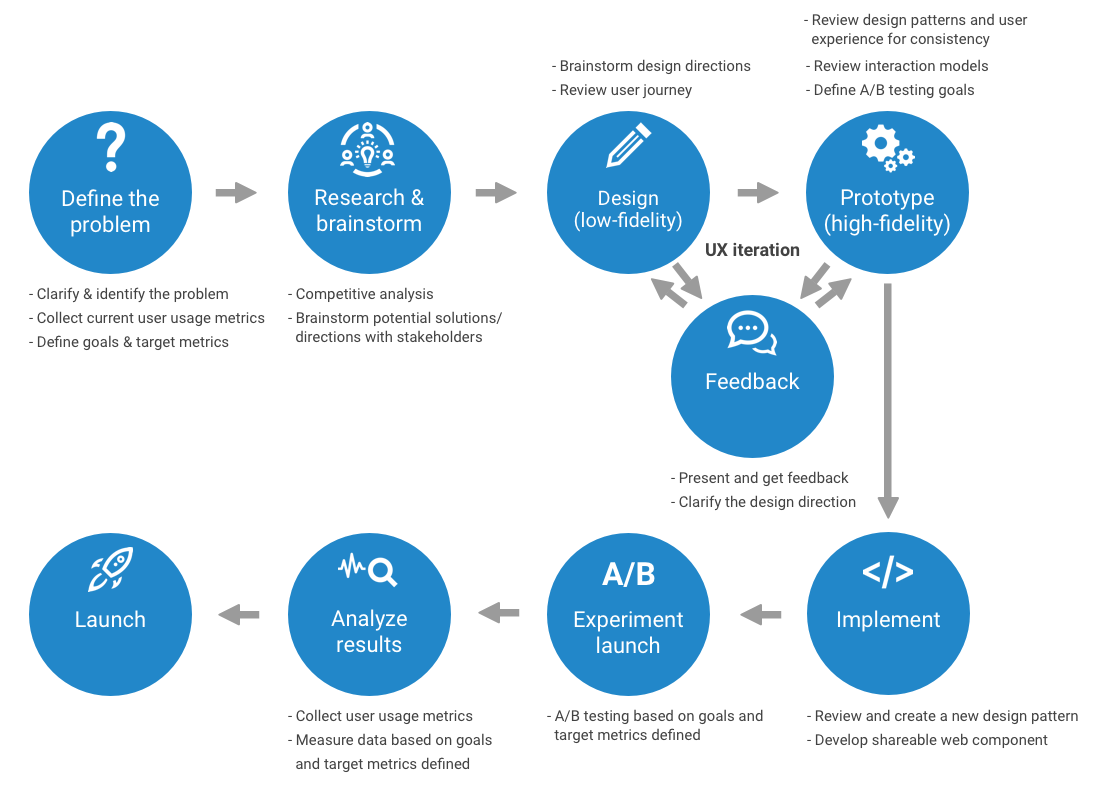 Define the
problem
- Clarify & identify the problem
- Collect current user usage metrics
- Define goals & target metrics
Research &
brainstorm
- Competitive analysis
- Brainstorm potential solutions/
directions with stakeholders
- Brainstorm design directions
- Review user journey
Design
(low-fidelity)
- Review design patterns and user
experience for consistency
- Review interaction models
- Define A/B testing goals
Prototype
(high-fidelity)
UX iteration
Feedback
- Present and get feedback
- Clarify the design direction
</>
Implement
- Review and create a new design pattern
- Develop shareable web component
A/B
Experiment
launch
- A/B testing based on goals and
target metrics defined
Analyze
results
- Collect user usage metrics
- Measure data based on goals
and target metrics defined
Launch